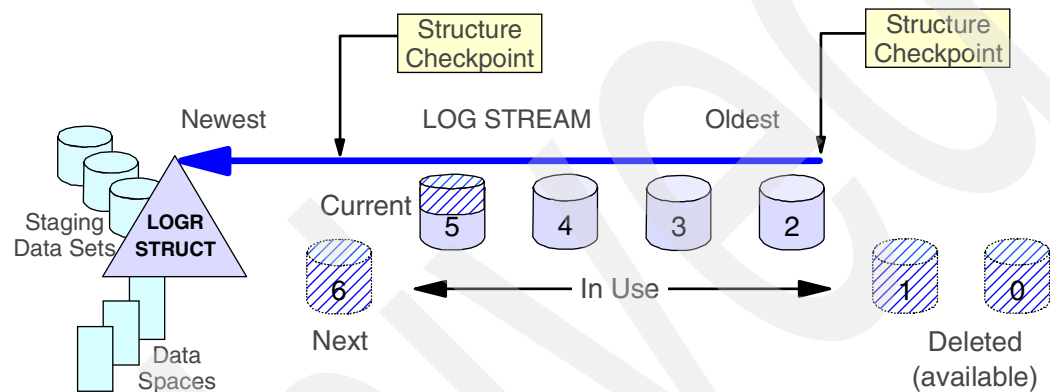 Structure
Checkpoint
Structure
Checkpoint
Newest
LOG STREAM
Oldest
Current
5
4
3
2
Staging
Data Sets
LOGR
STRUCT
6
In Use
1
0
Next
Data
Spaces
Deleted
(available)